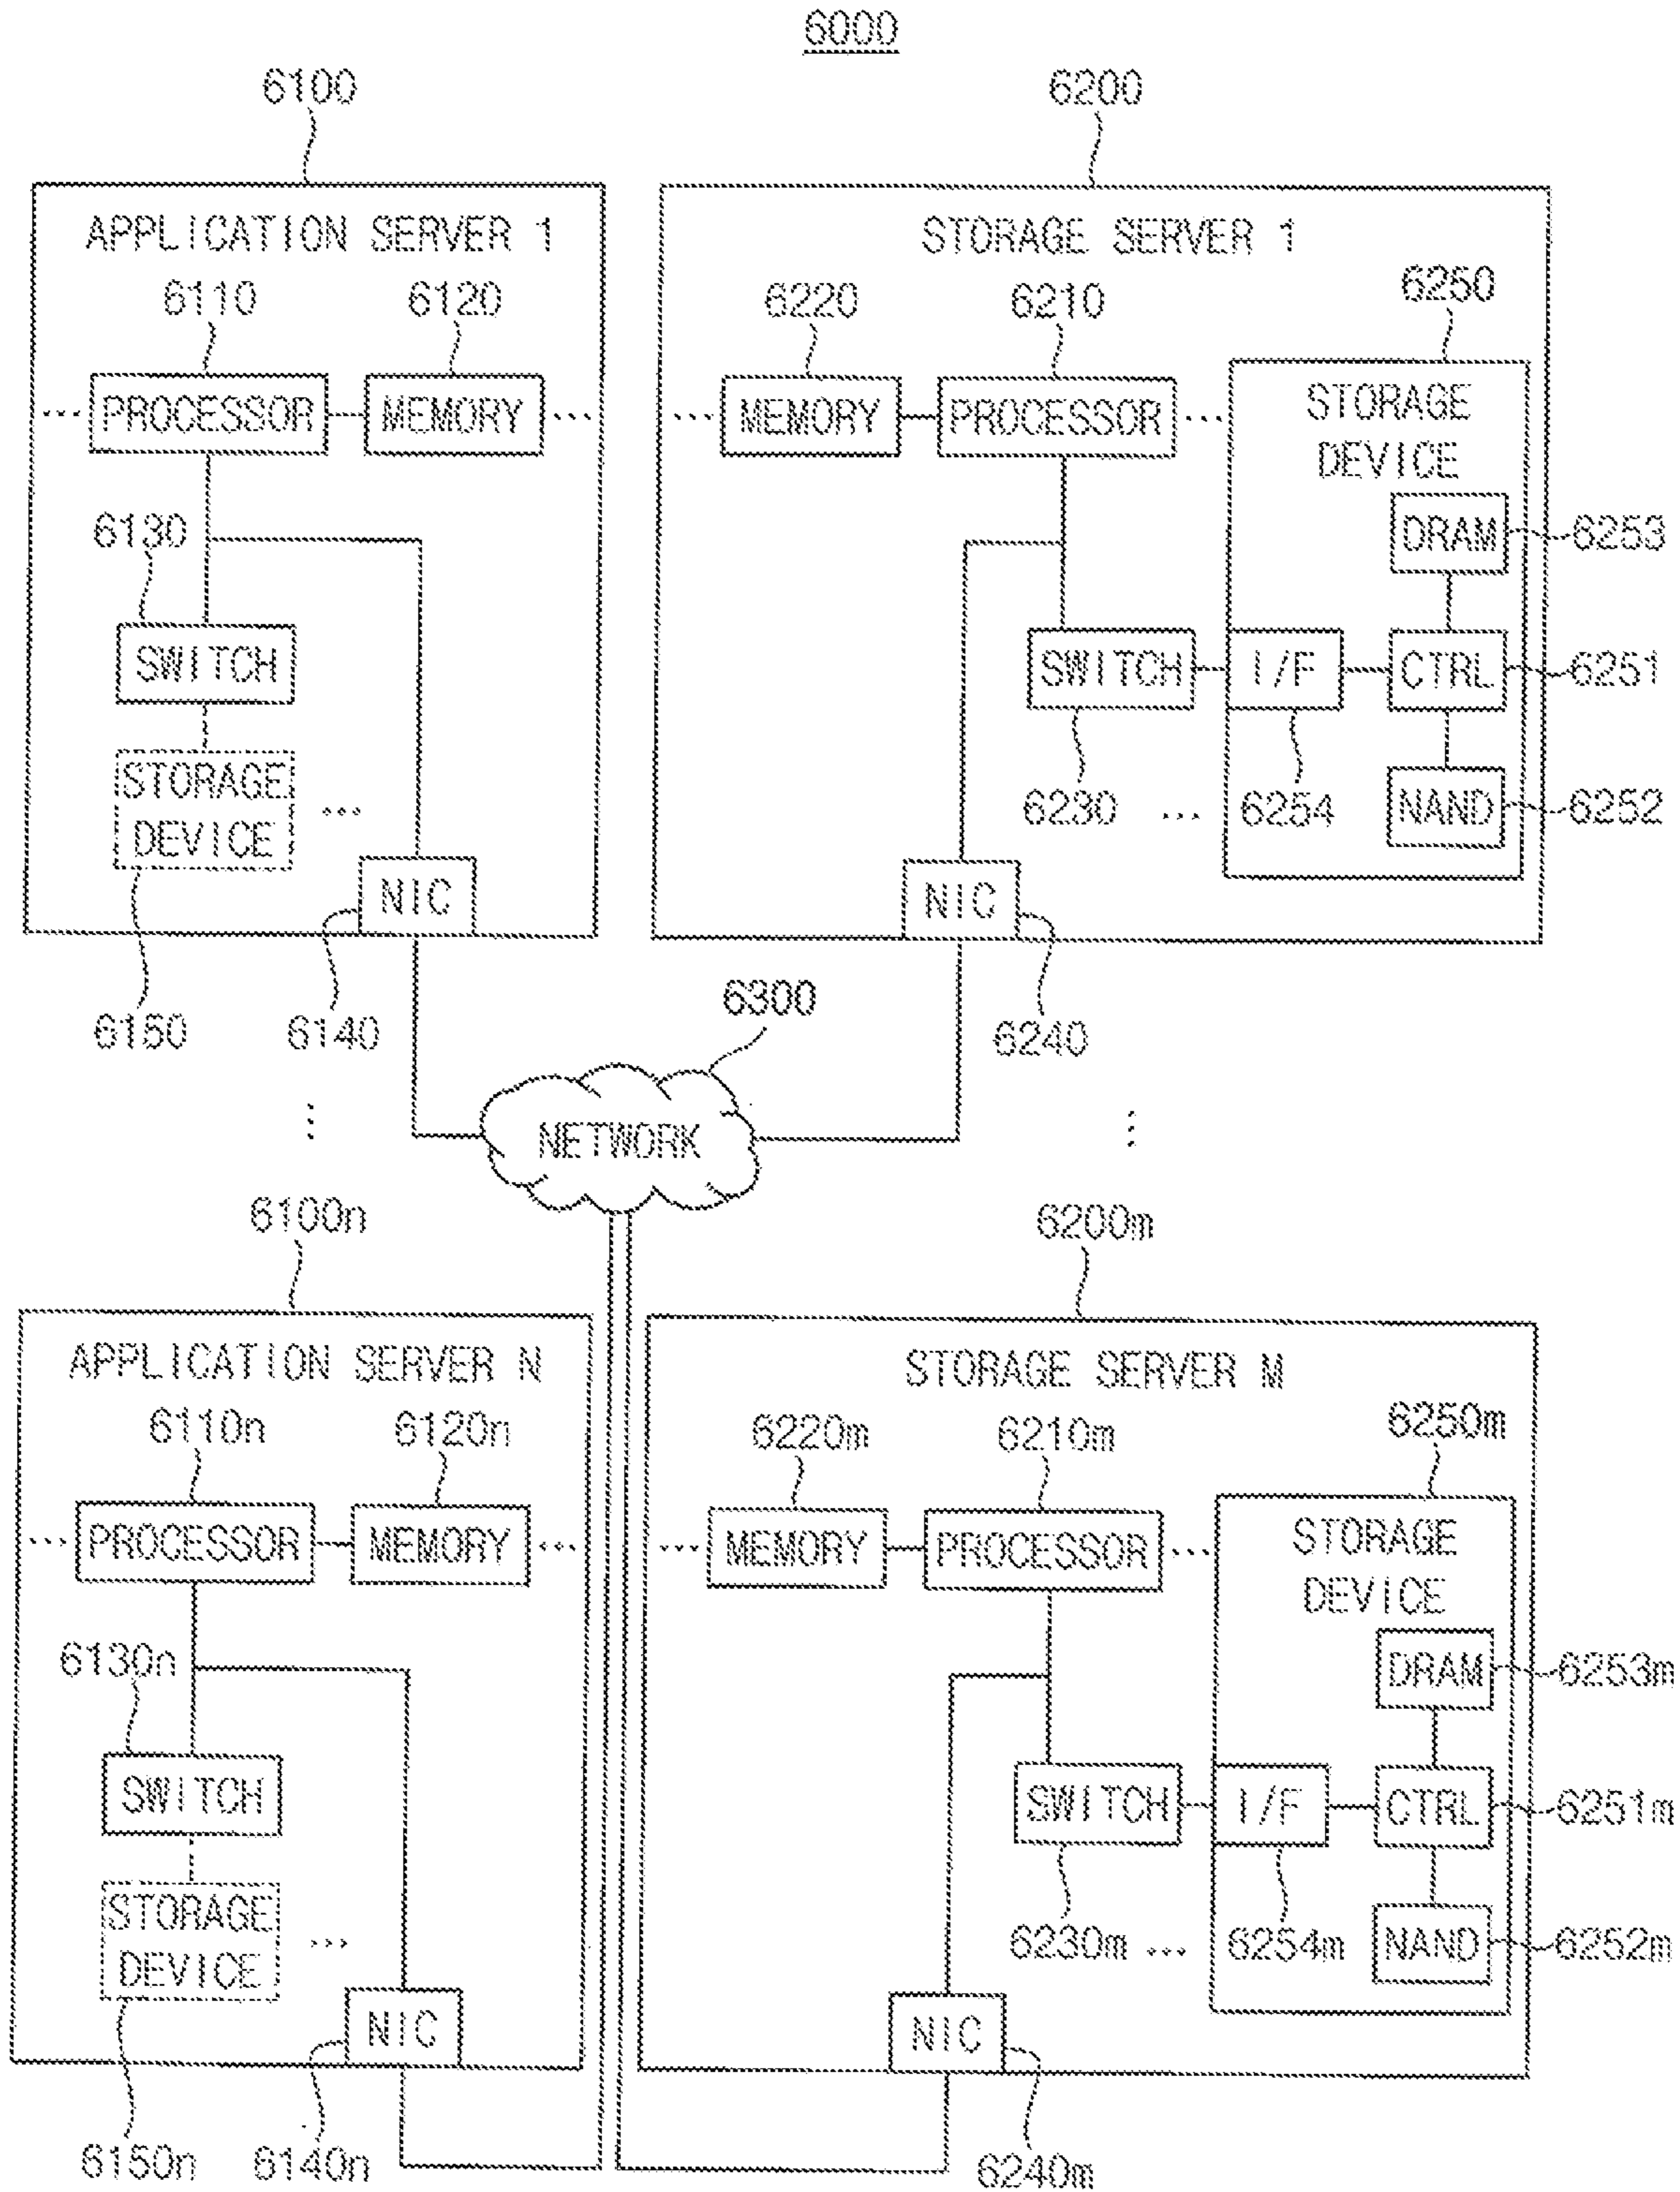 6000
6100
6200
APPLICATION SERVER 1
STORAGE SERVER 1
6110
6120
6220
6210
6250
PROCESSOR
MEMORY
MEMORY
PROCESSOR
STORAGE
DEVICE
6130
DRAM
6253
SWITCH
SWITCH
I/F
CTRL
6251
STORAGE
DEVICE
6230
6254
NAND
6252
NIC
NIC
6150
6140
6300
6240
NETWORK
6100n
6200m
APPLICATION SERVER N
STORAGE SERVER M
6110n
6120n
6220m
6210m
6250m
PROCESSOR
MEMORY
MEMORY
PROCESSOR
STORAGE
DEVICE
6130n
DRAM
6253m
SWITCH
SWITCH
I/F
CTRL
6251m
STORAGE
DEVICE
6230m
6254m
NAND
6252m
NIC
NIC
6150n
6140n
6240m